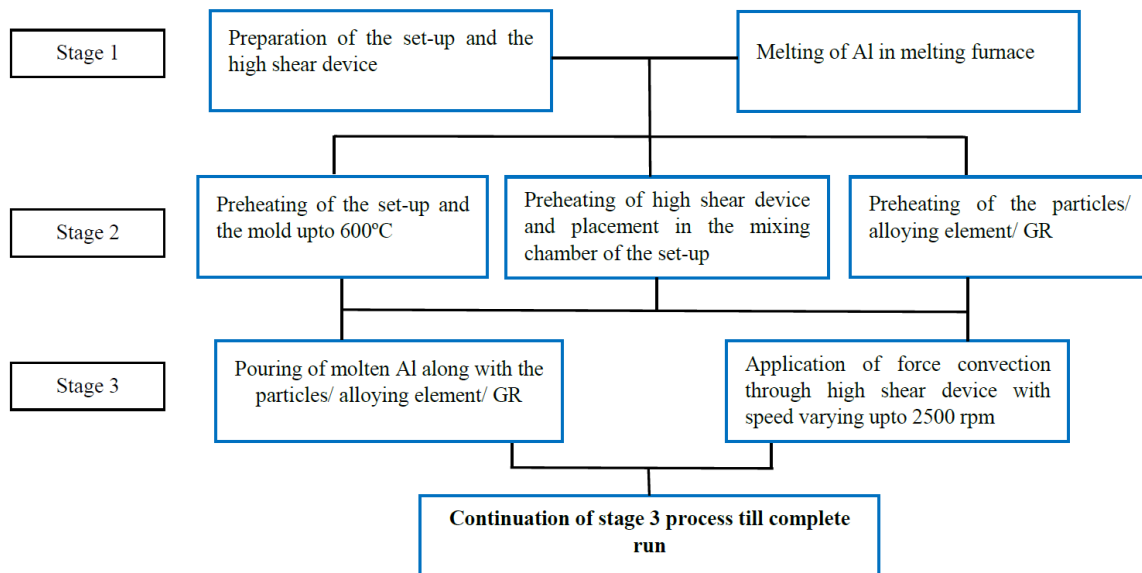 Stage 1
Preparation of the set-up and the
high shear device
Melting of Al in melting furnace
Stage 2
Preheating of the set-up and
the mold upto 600ºC
Preheating of high shear device
and placement in the mixing
chamber of the set-up
Preheating of the particles/
alloying element/ GR
Stage 3
Pouring of molten Al along with the
particles/ alloying element/ GR
Application of force convection
through high shear device with
speed varying upto 2500 rpm
Continuation of stage 3 process till complete
run